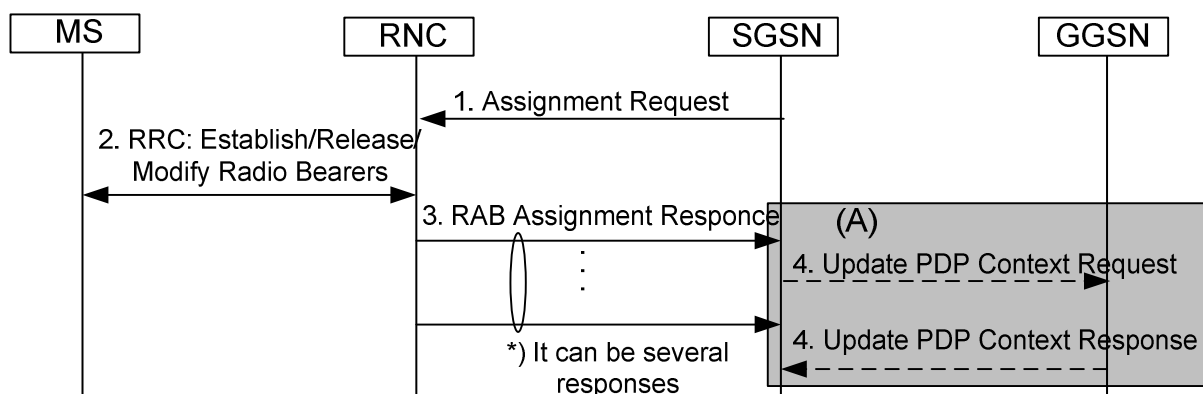 MS
RNC
SGSN
GGSN
1. Assignment Request
2. RRC: Establish/Release/
Modify Radio Bearers
3. RAB Assignment Responce
(A)
4. Update PDP Context Request
4. Update PDP Context Response
*) It can be several
responses